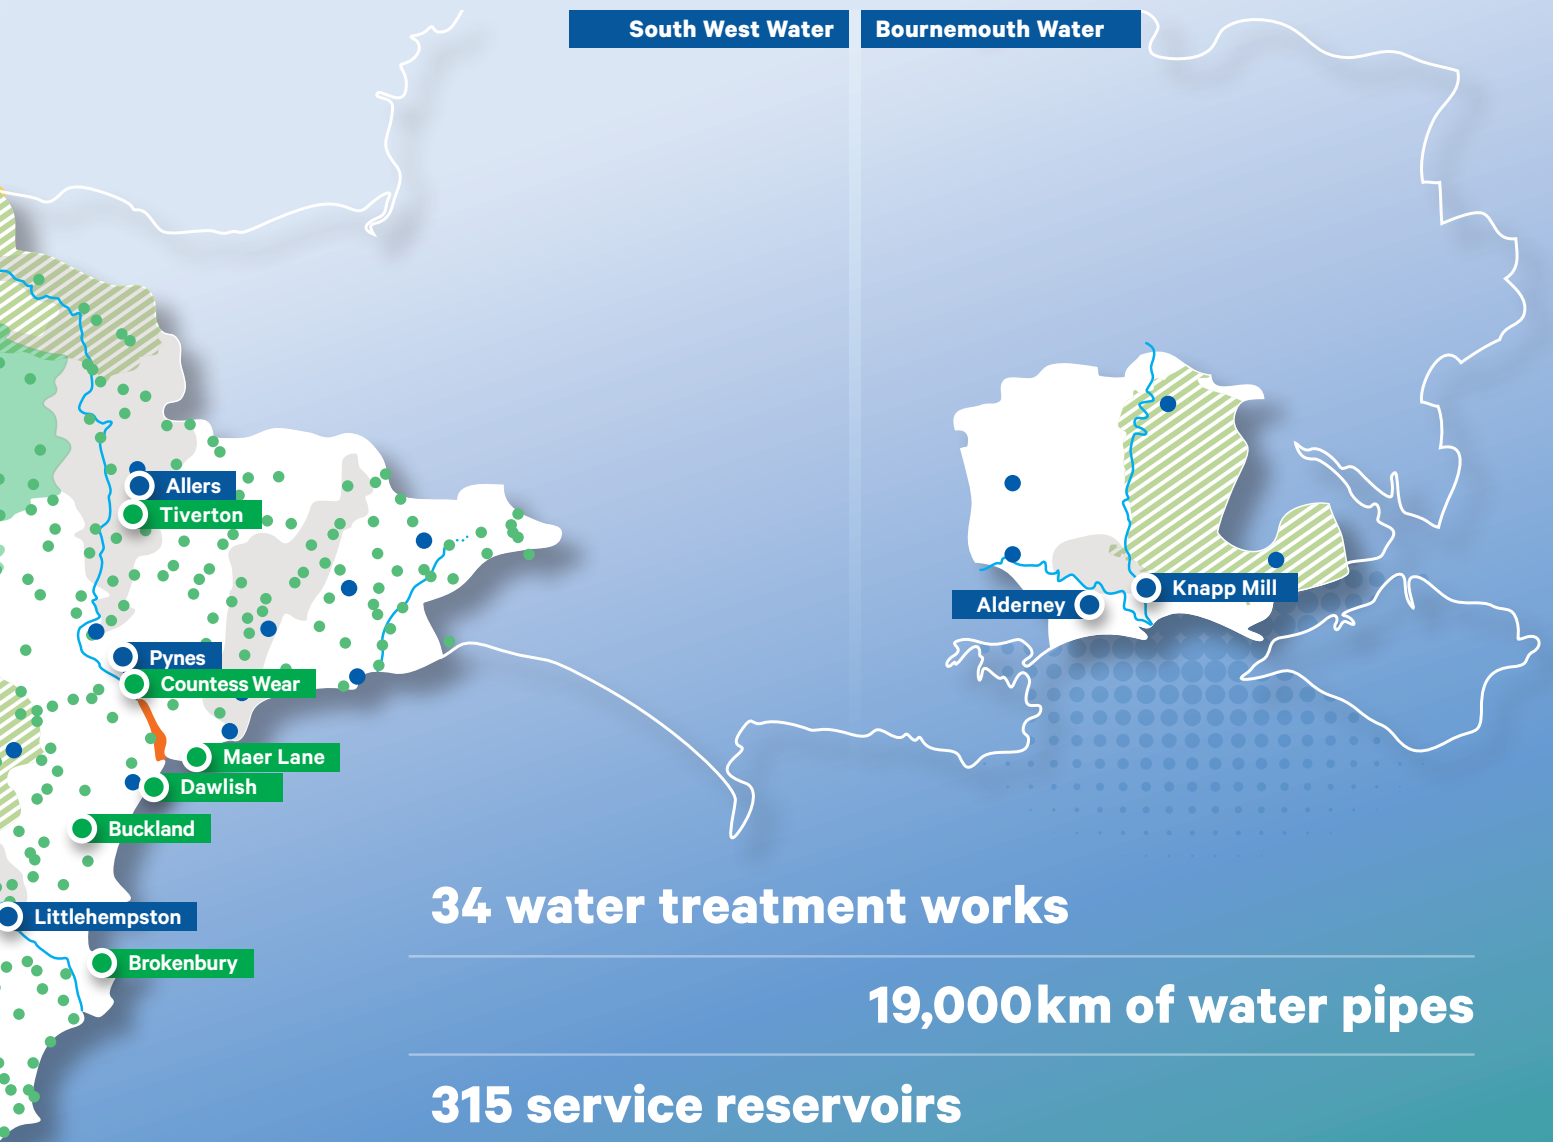 South West Water
Bournemouth Water
Allers
Tiverton
Knapp Mill
Alderney
Pynes
Countess Wear
Maer Lane
Dawlish
Buckland
Littlehempston
Brokenbury
34 water treatment works
19,000km of water pipes
315 service reservoirs